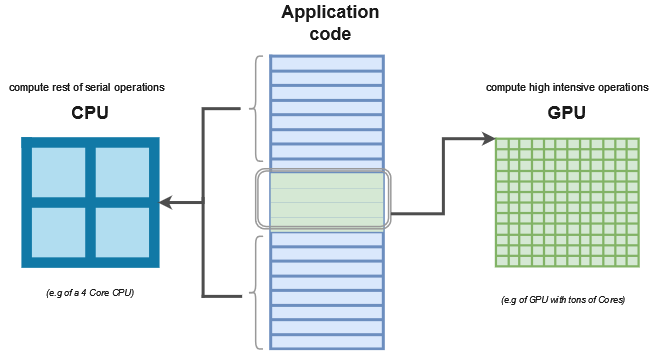 Application
code
compute rest of serial operations
CPU
(e.g of a 4 Core CPU)
compute high intensive operations
GPU
(e.g of GPU with tons of Cores)